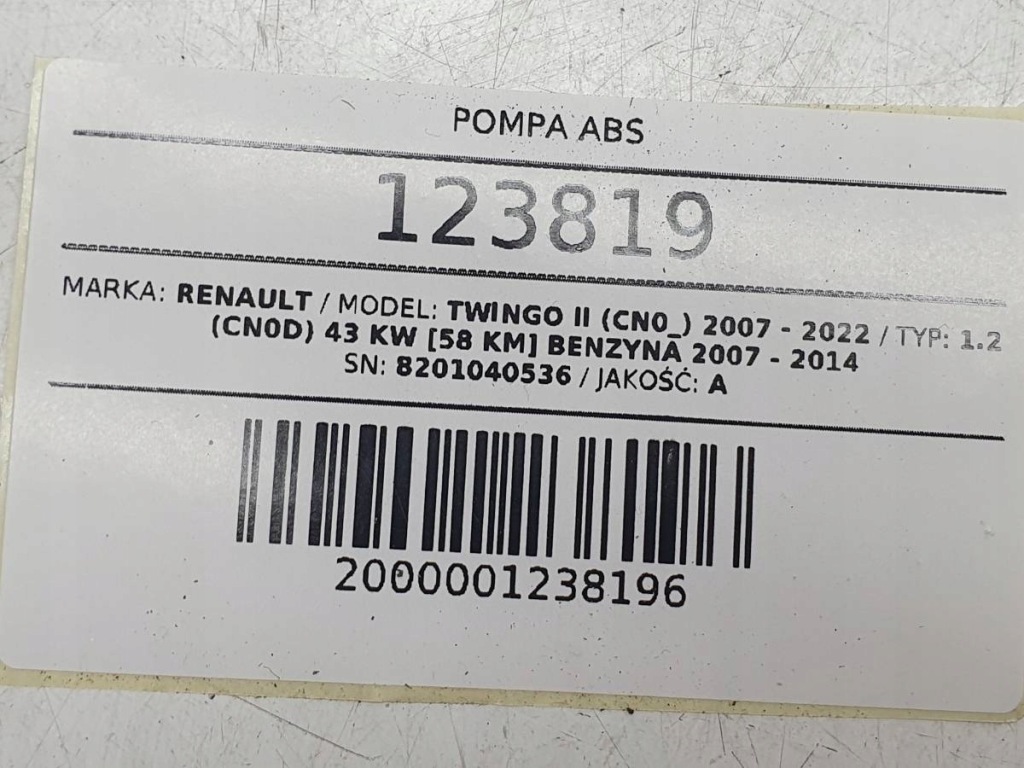 POMPA ABS
123819
MARKA: RENAULT / MODEL: TWINGO II (CN0_) 2007 - 2022 / TYP: 1.2
(CN0D) 43 KW [58 KM] BENZYNA 2007 - 2014
SN: 8201040536 / JAKOŚĆ: A
2000001238196